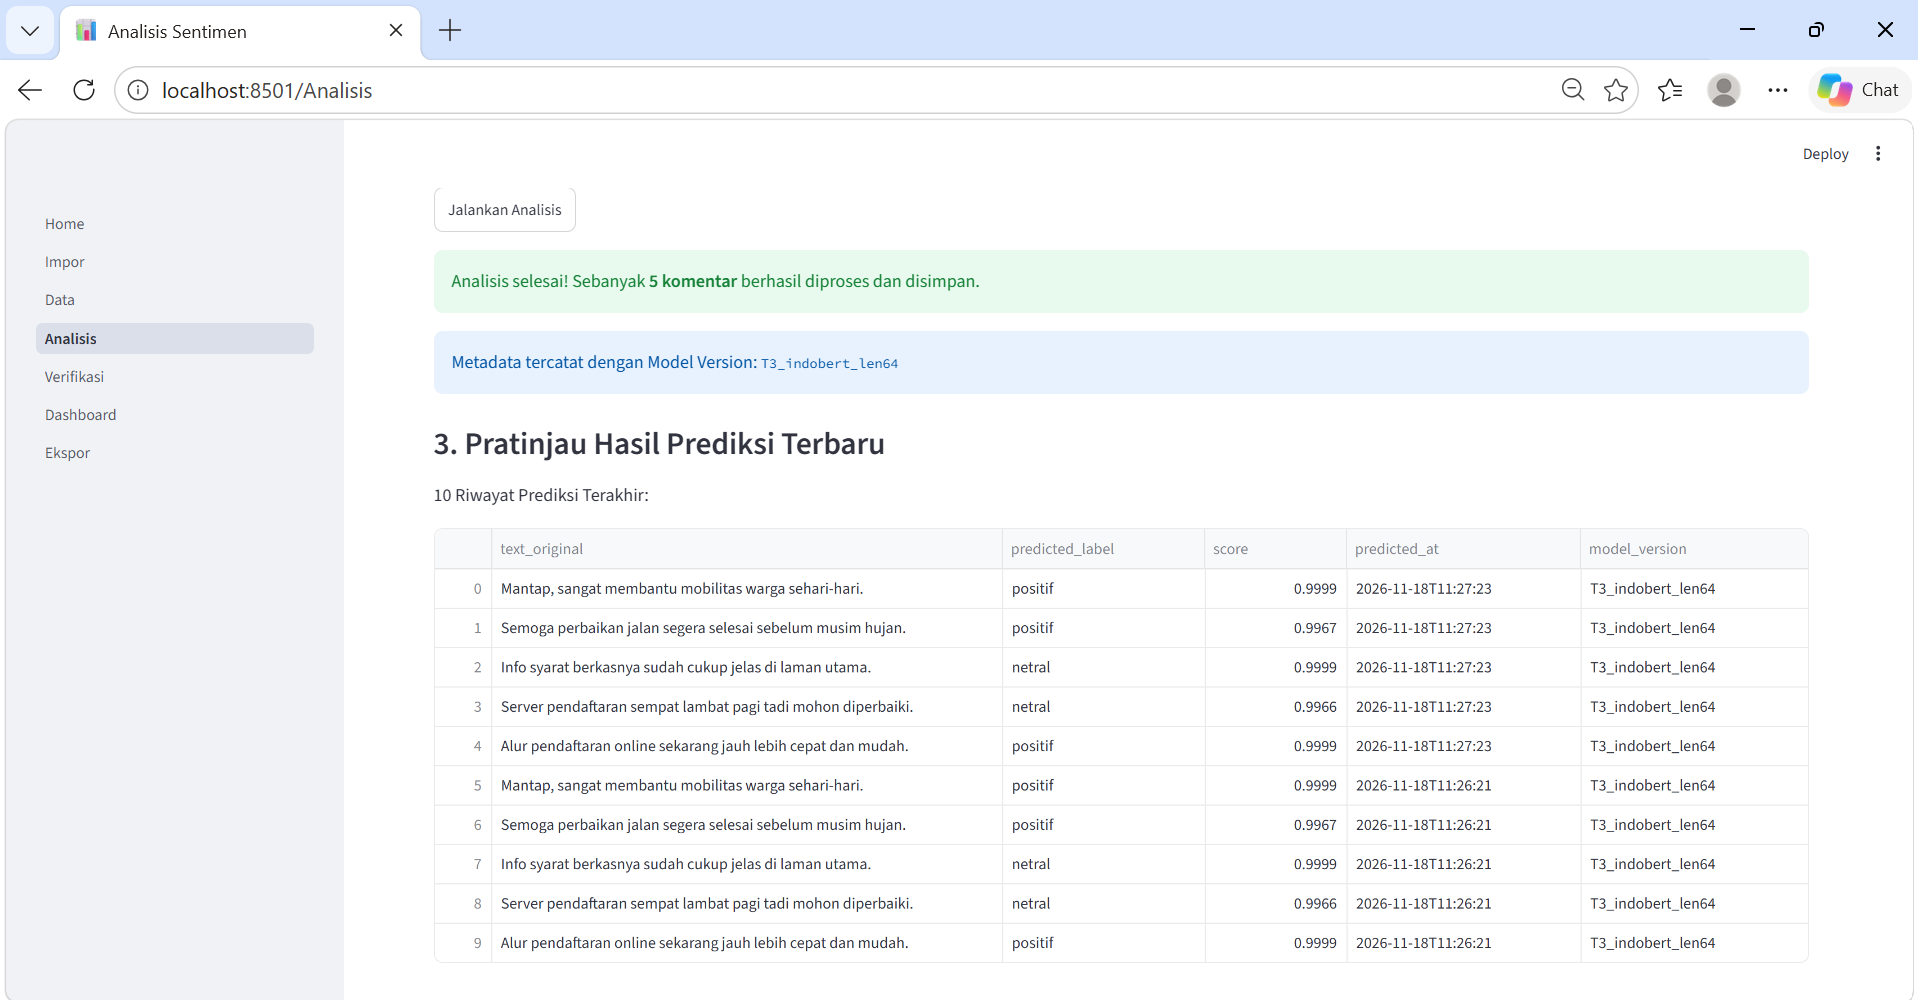 Analisis Sentimen
localhost:8501/Analisis
Chat
Deploy
Home
Impor
Data
Analisis
Verifikasi
Dashboard
Ekspor
Jalankan Analisis
Analisis selesai! Sebanyak 5 komentar berhasil diproses dan disimpan.
Metadata tercatat dengan Model Version: T3_indobert_len64
3. Pratinjau Hasil Prediksi Terbaru
10 Riwayat Prediksi Terakhir:
text_original predicted_label score predicted_at model_version
0 Mantap, sangat membantu mobilitas warga sehari-hari. positif 0.9999 2026-11-18T11:27:23 T3_indobert_len64
1 Semoga perbaikan jalan segera selesai sebelum musim hujan. positif 0.9967 2026-11-18T11:27:23 T3_indobert_len64
2 Info syarat berkasnya sudah cukup jelas di laman utama. netral 0.9999 2026-11-18T11:27:23 T3_indobert_len64
3 Server pendaftaran sempat lambat pagi tadi mohon diperbaiki. netral 0.9966 2026-11-18T11:27:23 T3_indobert_len64
4 Alur pendaftaran online sekarang jauh lebih cepat dan mudah. positif 0.9999 2026-11-18T11:27:23 T3_indobert_len64
5 Mantap, sangat membantu mobilitas warga sehari-hari. positif 0.9999 2026-11-18T11:26:21 T3_indobert_len64
6 Semoga perbaikan jalan segera selesai sebelum musim hujan. positif 0.9967 2026-11-18T11:26:21 T3_indobert_len64
7 Info syarat berkasnya sudah cukup jelas di laman utama. netral 0.9999 2026-11-18T11:26:21 T3_indobert_len64
8 Server pendaftaran sempat lambat pagi tadi mohon diperbaiki. netral 0.9966 2026-11-18T11:26:21 T3_indobert_len64
9 Alur pendaftaran online sekarang jauh lebih cepat dan mudah. positif 0.9999 2026-11-18T11:26:21 T3_indobert_len64